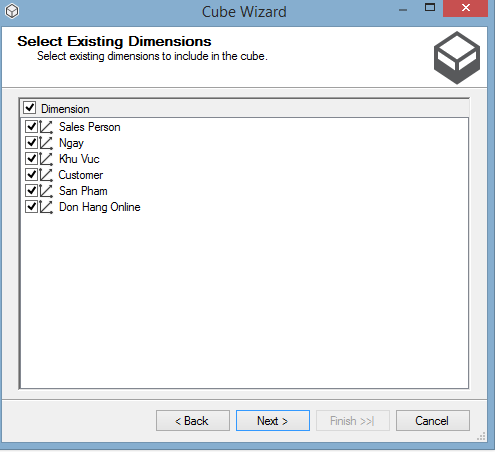 Cube Wizard
Select Existing Dimensions
Select existing dimensions to include in the cube.
Dimension
Sales Person
Ngay
Khu Vuc
Customer
San Pham
Don Hang Online
< Back
Next >
Finish >>|
Cancel